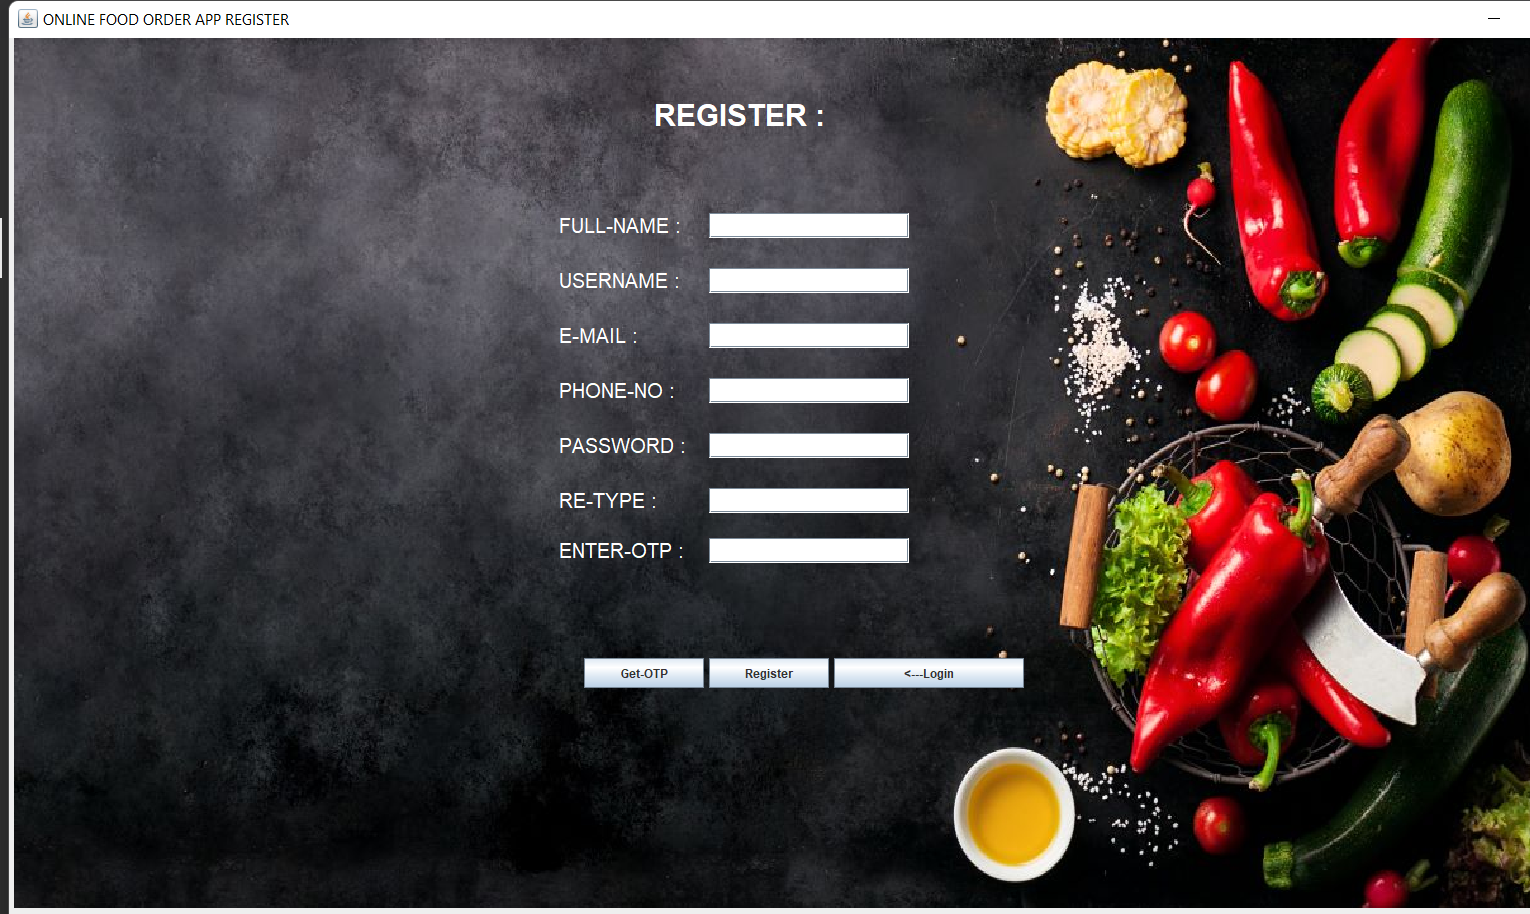 ONLINE FOOD ORDER APP REGISTER
REGISTER :
FULL-NAME :
USERNAME :
E-MAIL :
PHONE-NO :
PASSWORD :
RE-TYPE :
ENTER-OTP :
Get-OTP Register <---Login